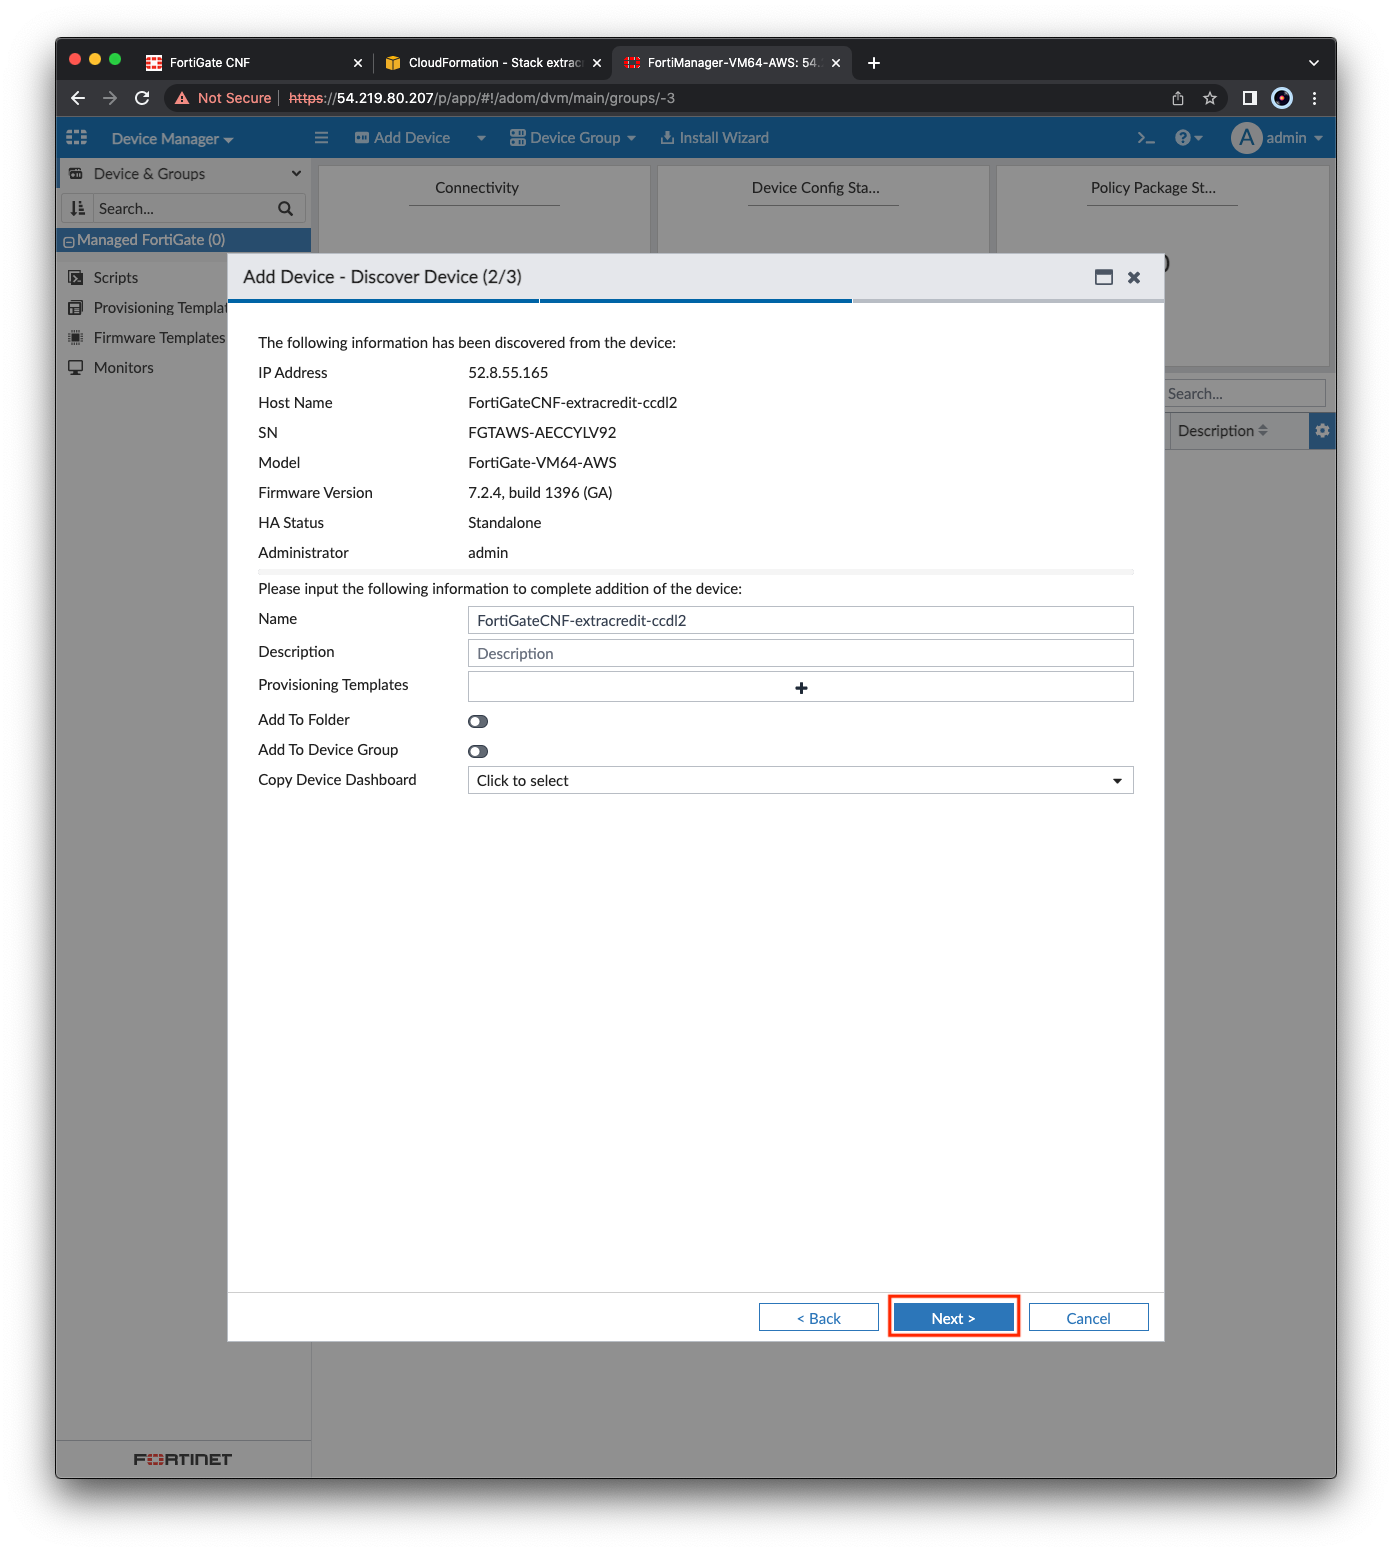 FortiGate CNF
CloudFormation - Stack extrac
FortiManager-VM64-AWS: 54.
Not Secure https://54.219.80.207/p/app/#!/adom/dvm/main/groups/-3
Device Manager Add Device Device Group Install Wizard A admin
Device & Groups
Search...
Managed FortiGate (0)
Scripts
Provisioning Templat
Firmware Templates
Monitors
Connectivity
Device Config Sta...
Policy Package St...
Search...
Description
Add Device - Discover Device (2/3)
The following information has been discovered from the device:
IP Address 52.8.55.165
Host Name FortiGateCNF-extracredit-ccdl2
SN FGTAWS-AECCYLV92
Model FortiGate-VM64-AWS
Firmware Version 7.2.4, build 1396 (GA)
HA Status Standalone
Administrator admin
Please input the following information to complete addition of the device:
Name FortiGateCNF-extracredit-ccdl2
Description Description
Provisioning Templates
Add To Folder
Add To Device Group
Copy Device Dashboard Click to select
< Back Next > Cancel
FORTINET